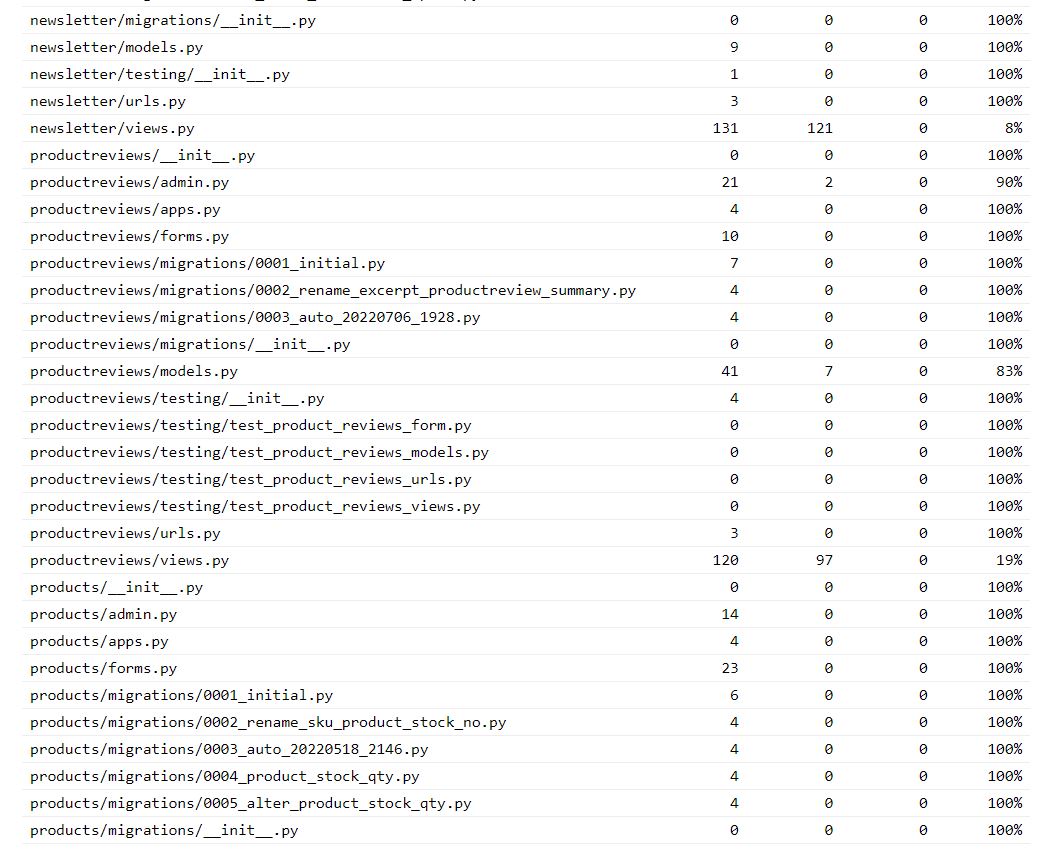 newsletter/migrations/__init__.py 0 0 0 100%
newsletter/models.py 9 0 0 100%
newsletter/testing/__init__.py 1 0 0 100%
newsletter/urls.py 3 0 0 100%
newsletter/views.py 131 121 0 8%
productreviews/__init__.py 0 0 0 100%
productreviews/admin.py 21 2 0 90%
productreviews/apps.py 4 0 0 100%
productreviews/forms.py 10 0 0 100%
productreviews/migrations/0001_initial.py 7 0 0 100%
productreviews/migrations/0002_rename_excerpt_productreview_summary.py 4 0 0 100%
productreviews/migrations/0003_auto_20220706_1928.py 4 0 0 100%
productreviews/migrations/__init__.py 0 0 0 100%
productreviews/models.py 41 7 0 83%
productreviews/testing/__init__.py 4 0 0 100%
productreviews/testing/test_product_reviews_form.py 0 0 0 100%
productreviews/testing/test_product_reviews_models.py 0 0 0 100%
productreviews/testing/test_product_reviews_urls.py 0 0 0 100%
productreviews/testing/test_product_reviews_views.py 0 0 0 100%
productreviews/urls.py 3 0 0 100%
productreviews/views.py 120 97 0 19%
products/__init__.py 0 0 0 100%
products/admin.py 14 0 0 100%
products/apps.py 4 0 0 100%
products/forms.py 23 0 0 100%
products/migrations/0001_initial.py 6 0 0 100%
products/migrations/0002_rename_sku_product_stock_no.py 4 0 0 100%
products/migrations/0003_auto_20220518_2146.py 4 0 0 100%
products/migrations/0004_product_stock_qty.py 4 0 0 100%
products/migrations/0005_alter_product_stock_qty.py 4 0 0 100%
products/migrations/__init__.py 0 0 0 100%